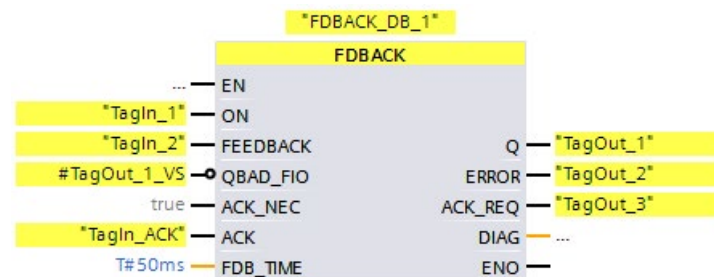 "FDBACK_DB_1"
FDBACK
... EN
"TagIn_1" ON
"TagIn_2" FEEDBACK Q "TagOut_1"
#TagOut_1_VS QBAD_FIO ERROR "TagOut_2"
true ACK_NEC ACK_REQ "TagOut_3"
"TagIn_ACK" ACK DIAG ...
T#50ms FDB_TIME ENO